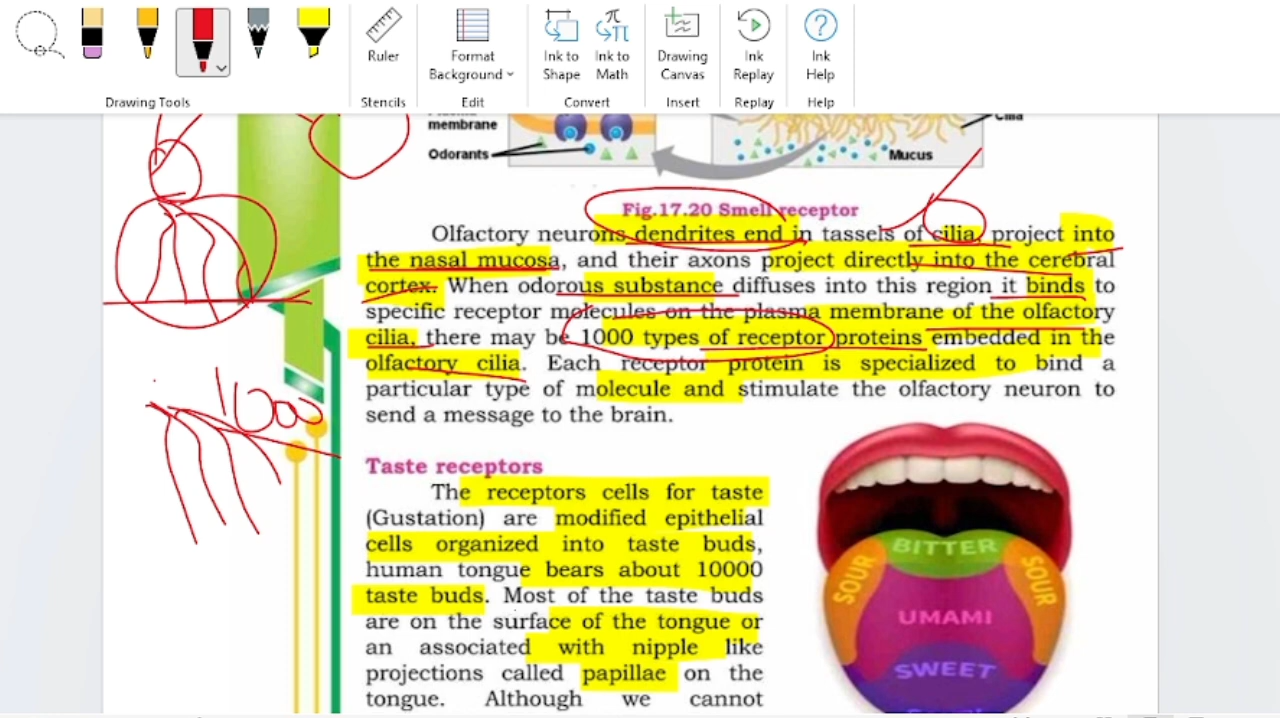 Ruler
Format
Background
Ink to
Shape
Ink to
Math
Drawing
Canvas
Ink
Replay
Ink
Help
Drawing Tools
Stencils
Edit
Convert
Insert
Replay
Help
membrane
Odorants
Cilia
Mucus
Fig.17.20 Smell receptor
Olfactory neurons dendrites end in tassels of cilia, project into
the nasal mucosa, and their axons project directly into the cerebral
cortex. When odorous substance diffuses into this region it binds to
specific receptor molecules on the plasma membrane of the olfactory
cilia, there may be 1000 types of receptor proteins embedded in the
olfactory cilia. Each receptor protein is specialized to bind a
particular type of molecule and stimulate the olfactory neuron to
send a message to the brain.
1000
Taste receptors
The receptors cells for taste
(Gustation) are modified epithelial
cells organized into taste buds,
human tongue bears about 10000
taste buds. Most of the taste buds
are on the surface of the tongue or
an associated with nipple like
projections called papillae on the
tongue. Although we cannot
BITTER
SOUR
SOUR
UMAMI
SWEET